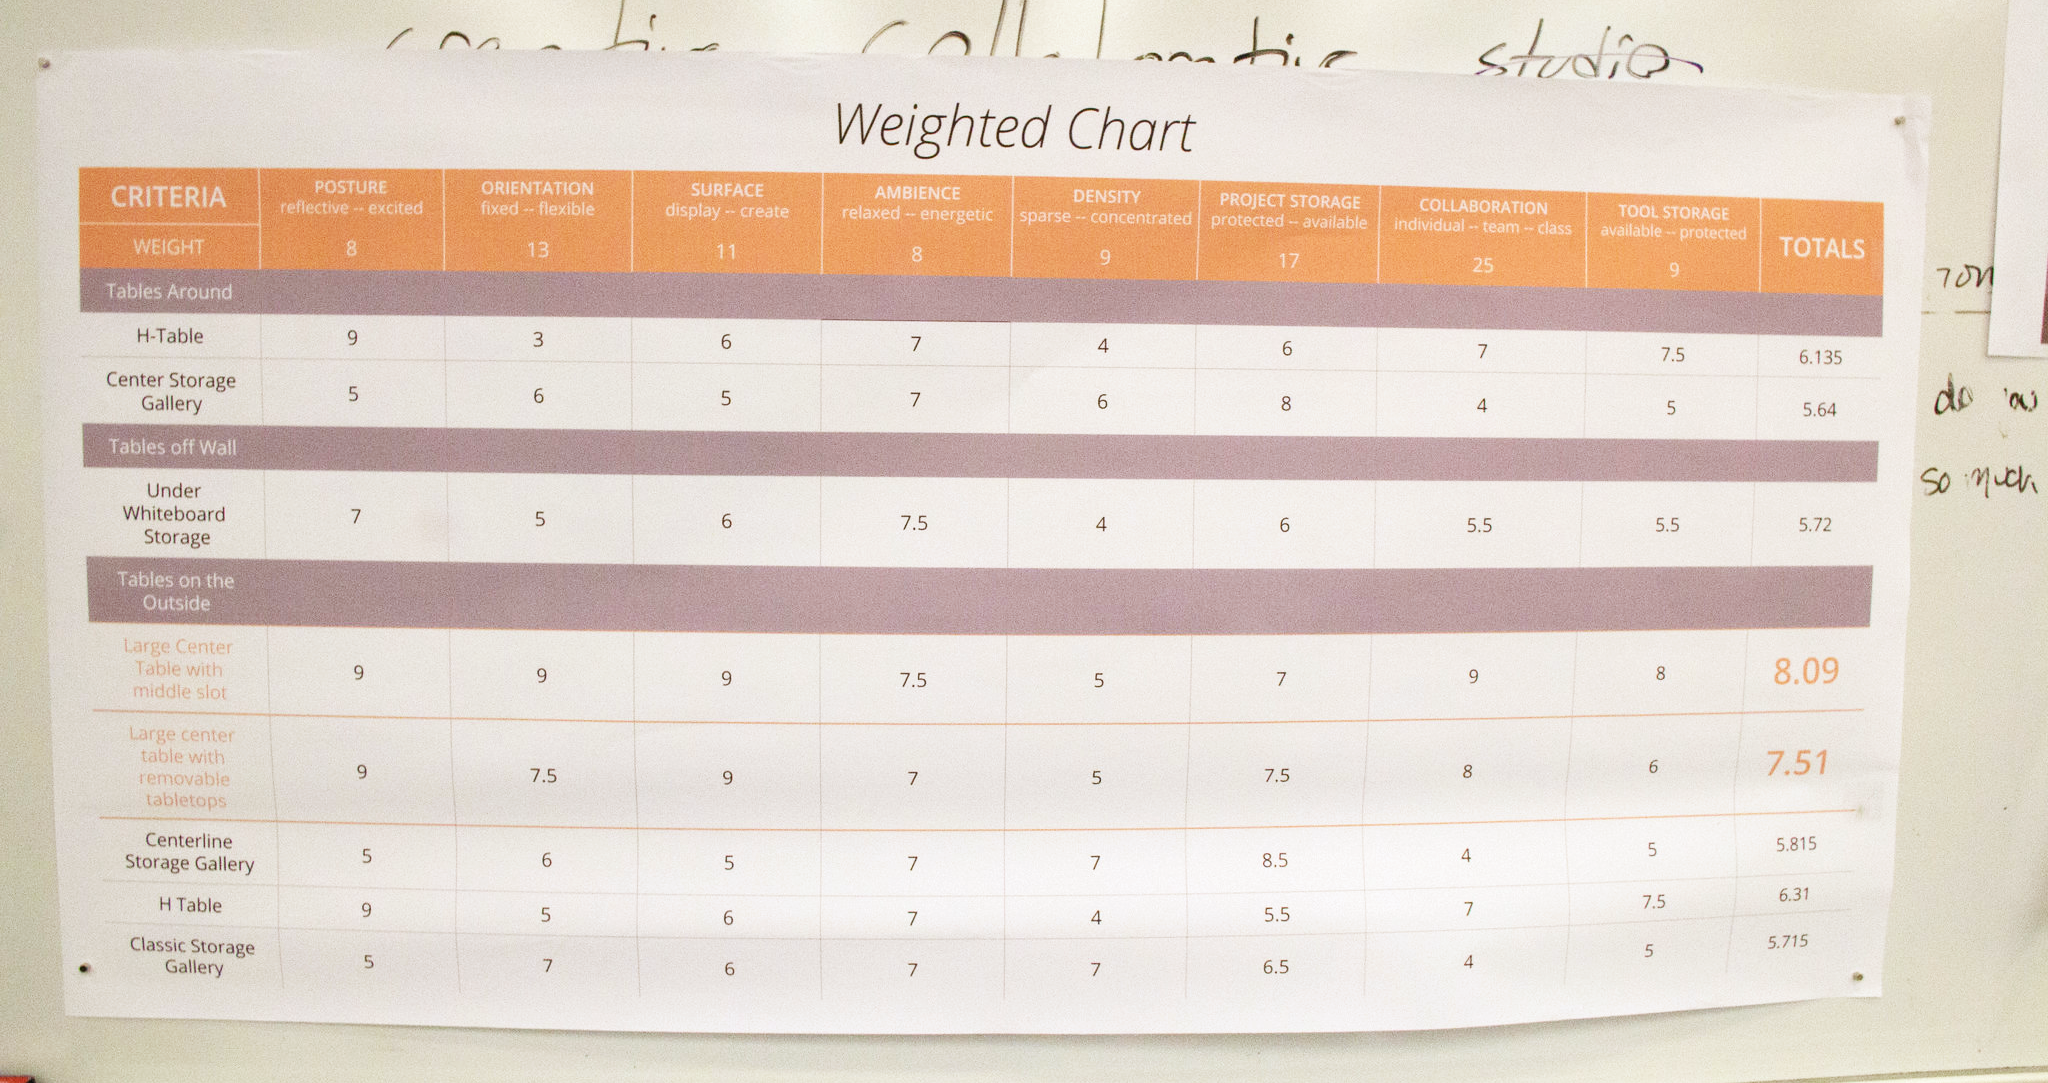 studio
Weighted Chart
CRITERIA POSTURE ORIENTATION SURFACE AMBIENCE DENSITY PROJECT STORAGE COLLABORATION TOOL STORAGE TOTALS
reflective -- excited fixed -- flexible display -- create relaxed -- energetic sparse -- concentrated protected -- available individual -- team -- class available -- protected
WEIGHT 8 13 11 8 9 17 25 9
Tables Around
H-Table 9 3 6 7 4 6 7 7.5 6.135
Center Storage
Gallery 5 6 5 7 6 8 4 5 5.64
Tables off Wall
Under
Whiteboard
Storage 7 5 6 7.5 4 6 5.5 5.5 5.72
Tables on the
Outside
Large Center
Table with
middle slot 9 9 9 7.5 5 7 9 8 8.09
Large center
table with
removable
tabletops 9 7.5 9 7 5 7.5 8 6 7.51
Centerline
Storage Gallery 5 6 5 7 7 8.5 4 5 5.815
H Table 9 5 6 7 4 5.5 7 7.5 6.31
Classic Storage
Gallery 5 7 6 7 7 6.5 4 5 5.715
do
so much